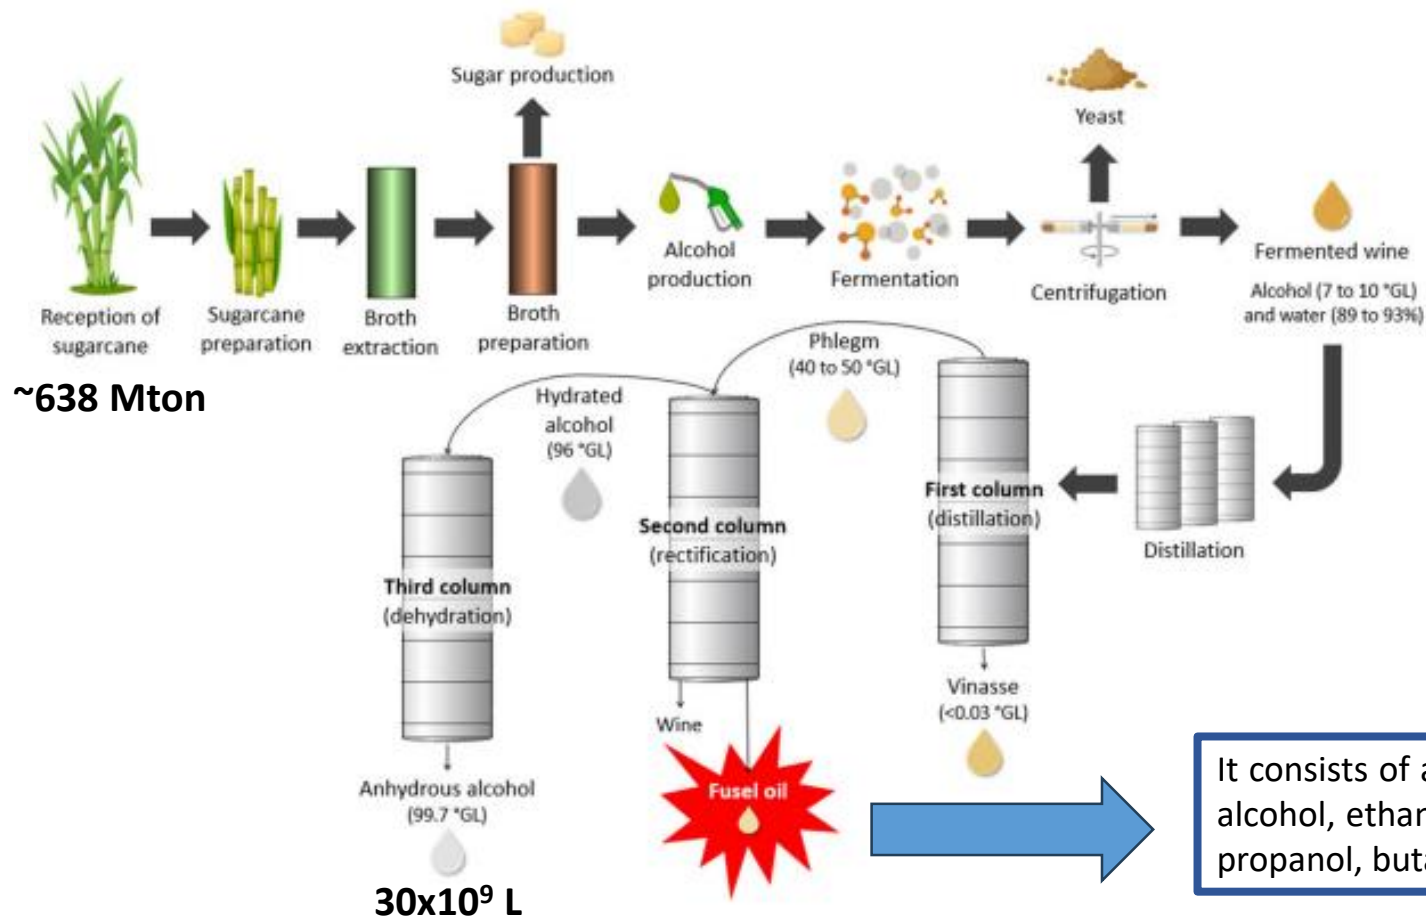 Sugar production
Yeast
Reception of
sugarcane
~638 Mton
Sugarcane
preparation
Broth
extraction
Broth
preparation
Alcohol
production
Fermentation
Centrifugation
Fermented wine
Alcohol (7 to 10 °GL)
and water (89 to 93%)
Distillation
First column
(distillation)
Vinasse
(<0.03 °GL)
Phlegm
(40 to 50 °GL)
Second column
(rectification)
Wine
Fusel oil
Hydrated
alcohol
(96 °GL)
Third column
(dehydration)
Anhydrous alcohol
(99.7 °GL)
30x10⁹ L
It consists of
alcohol,
propanol,